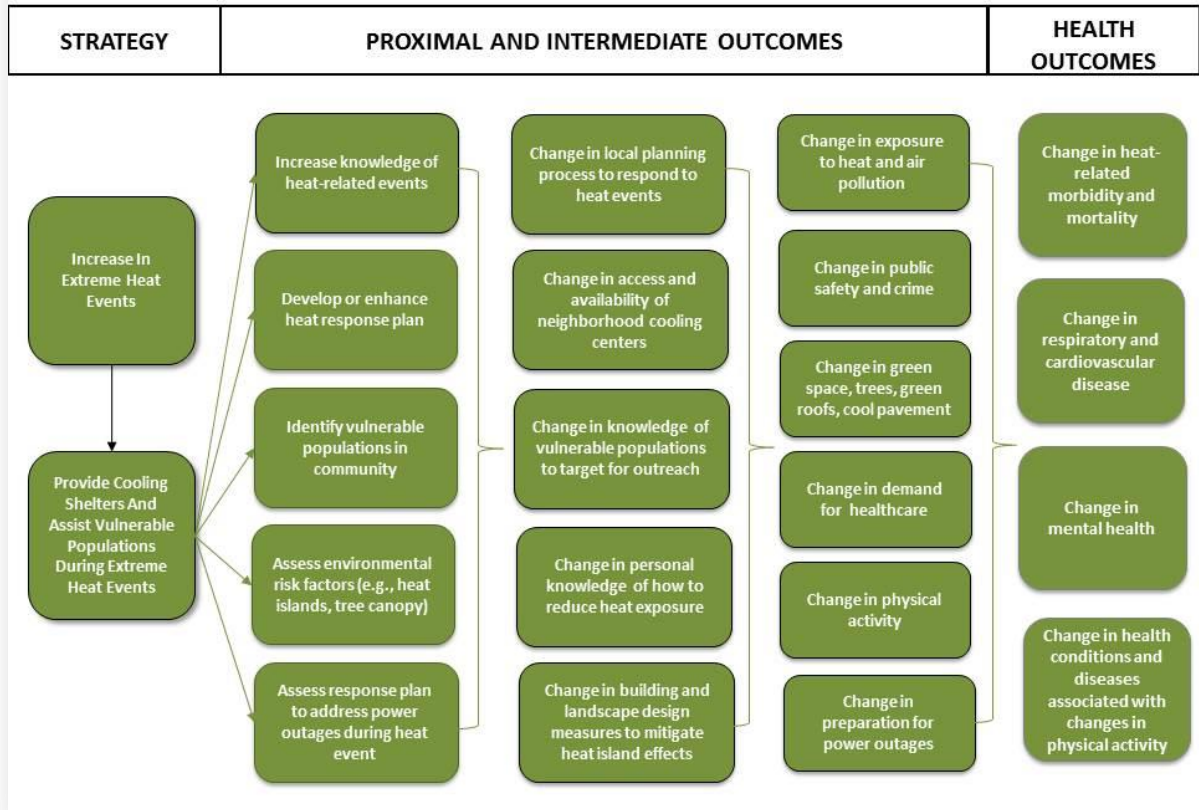 STRATEGY
PROXIMAL AND INTERMEDIATE OUTCOMES
HEALTH
OUTCOMES
Increase In
Extreme Heat
Events
Provide Cooling
Shelters And
Assist Vulnerable
Populations
During Extreme
Heat Events
Increase knowledge of
heat-related events
Develop or enhance
heat response plan
Identify vulnerable
populations in
community
Assess environmental
risk factors (e.g., heat
islands, tree canopy)
Assess response plan
to address power
outages during heat
event
Change in local planning
process to respond to
heat events
Change in access and
availability of
neighborhood cooling
centers
Change in knowledge of
vulnerable populations
to target for outreach
Change in personal
knowledge of how to
reduce heat exposure
Change in building and
landscape design
measures to mitigate
heat island effects
Change in exposure
to heat and air
pollution
Change in public
safety and crime
Change in green
space, trees, green
roofs, cool pavement
Change in demand
for healthcare
Change in physical
activity
Change in
preparation for
power outages
Change in heat-
related
morbidity and
mortality
Change in
respiratory and
cardiovascular
disease
Change in
mental health
Change in health
conditions and
diseases
associated with
changes in
physical activity